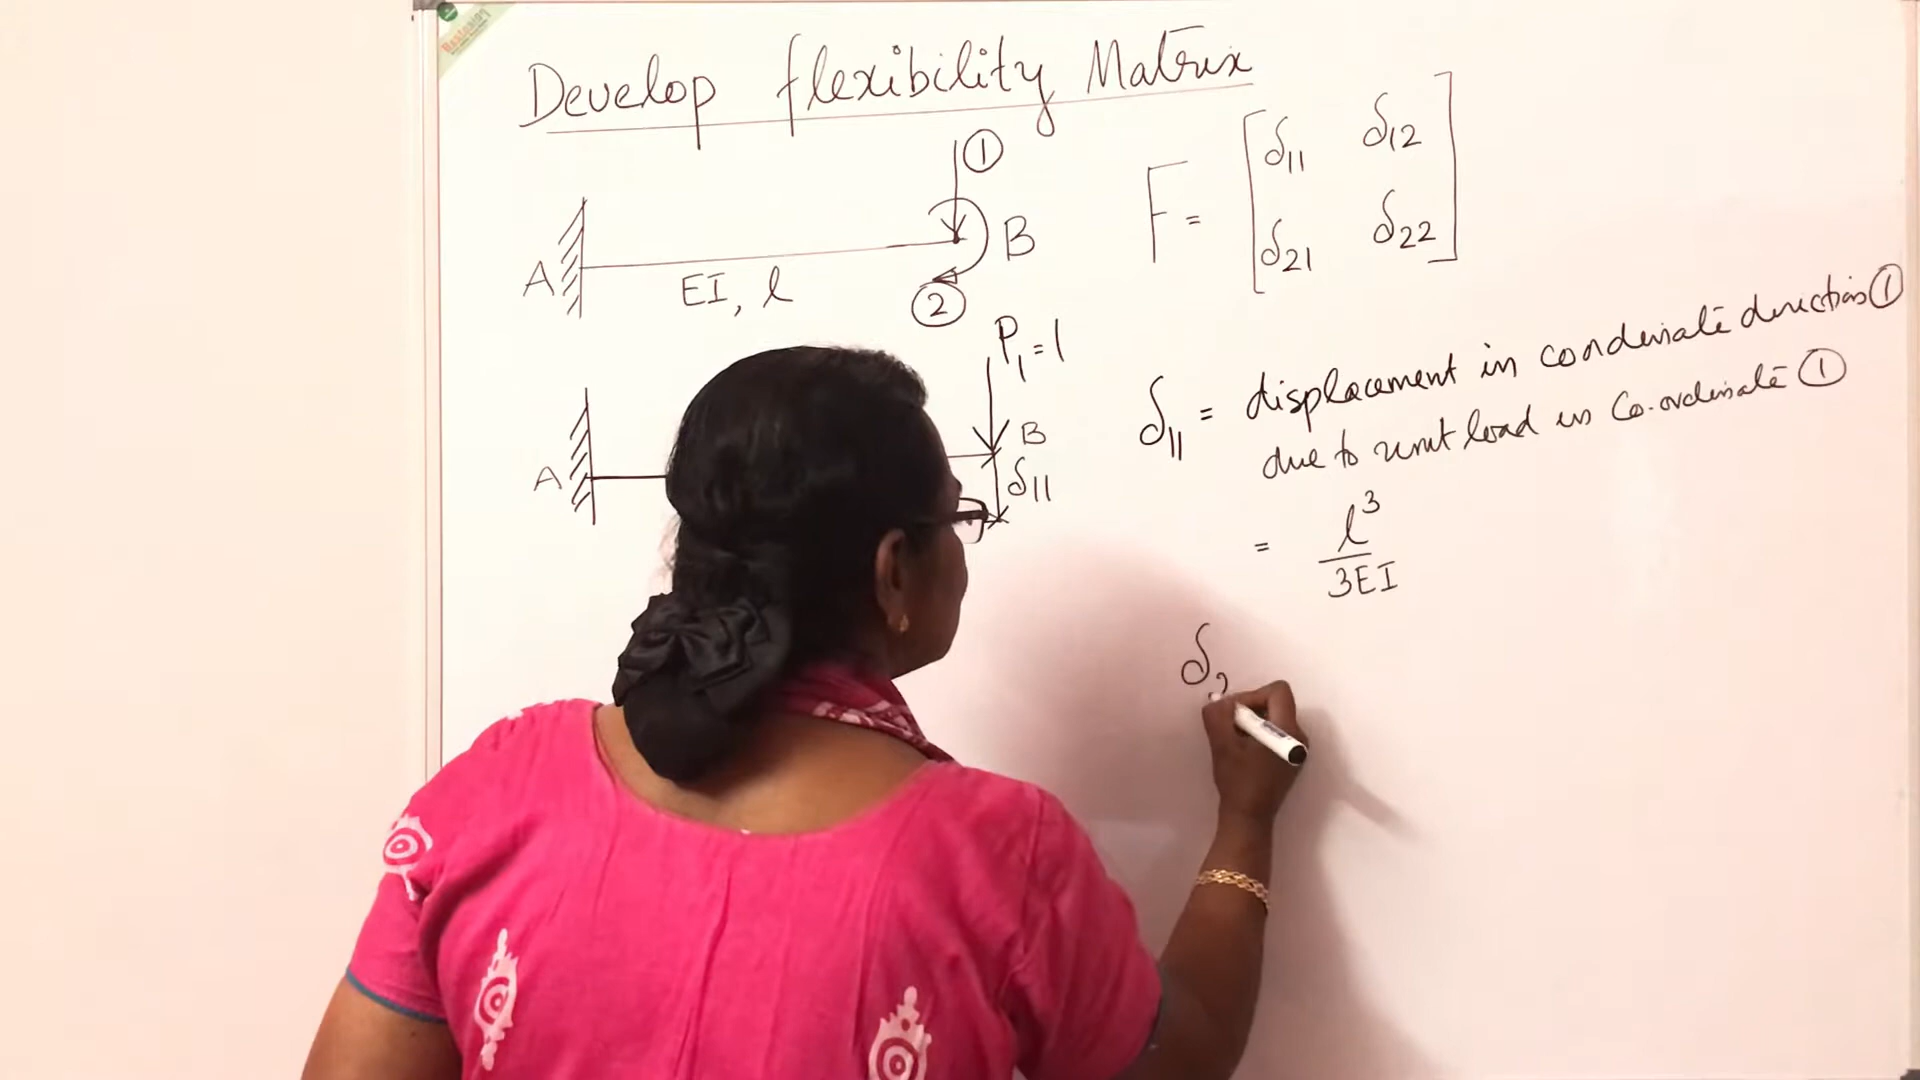 Develop flexibility Matrix
①
A
EI, l
B
②
F = [δ11 δ12
δ21 δ22]
P1 = 1
A
B
δ11
δ11 = displacement in coordinate direction ①
due to unit load in Co.ordinate ①
= l³
3EI
δ2